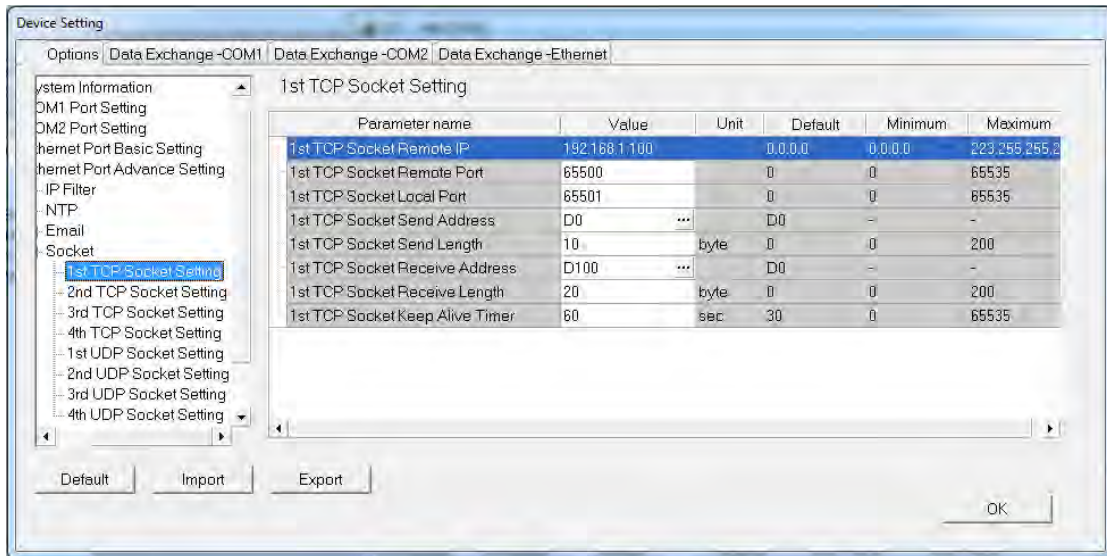 Device Setting
Options Data Exchange -COM1 Data Exchange -COM2 Data Exchange -Ethernet
ystem Information
OM1 Port Setting
OM2 Port Setting
hernet Port Basic Setting
hernet Port Advance Setting
IP Filter
NTP
Email
Socket
1st TCP Socket Setting
2nd TCP Socket Setting
3rd TCP Socket Setting
4th TCP Socket Setting
1st UDP Socket Setting
2nd UDP Socket Setting
3rd UDP Socket Setting
4th UDP Socket Setting
1st TCP Socket Setting
Parameter name Value Unit Default Minimum Maximum
1st TCP Socket Remote IP 192.168.1.100 0.0.0.0 0.0.0.0 223.255.255.2
1st TCP Socket Remote Port 65500 0 0 65535
1st TCP Socket Local Port 65501 0 0 65535
1st TCP Socket Send Address D0 ... D0 - -
1st TCP Socket Send Length 10 byte 0 0 200
1st TCP Socket Receive Address D100 ... D0 - -
1st TCP Socket Receive Length 20 byte 0 0 200
1st TCP Socket Keep Alive Timer 60 sec 30 0 65535
Default Import Export
OK